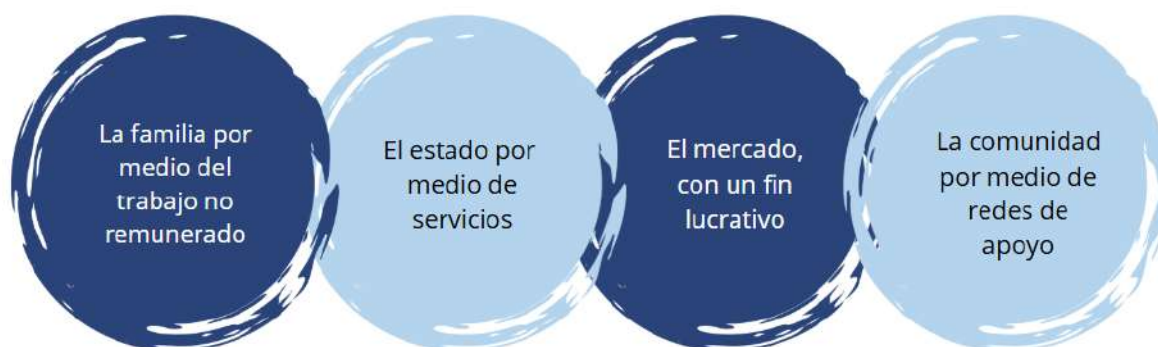 La familia por
medio del
trabajo no
remunerado
El estado por
medio de
servicios
El mercado,
con un fin
lucrativo
La comunidad
por medio de
redes de
apoyo